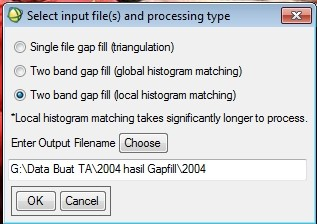 Select input file(s) and processing type
Single file gap fill (triangulation)
Two band gap fill (global histogram matching)
Two band gap fill (local histogram matching)
*Local histogram matching takes significantly longer to process.
Enter Output Filename Choose
G:\Data Buat TA\2004 hasil Gapfill\2004
OK Cancel